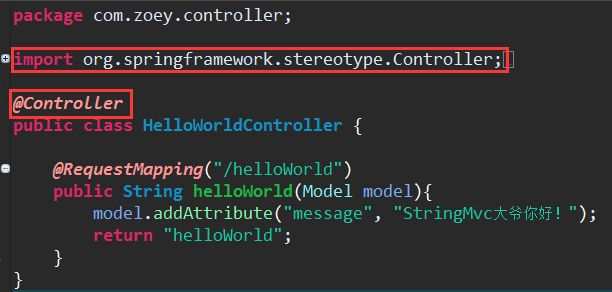 package com.zoey.controller;
import org.springframework.stereotype.Controller;
@Controller
public class HelloWorldController {
@RequestMapping("/helloWorld")
public String helloWorld(Model model){
model.addAttribute("message", "StringMvc大爷你好！");
return "helloWorld";
}
}